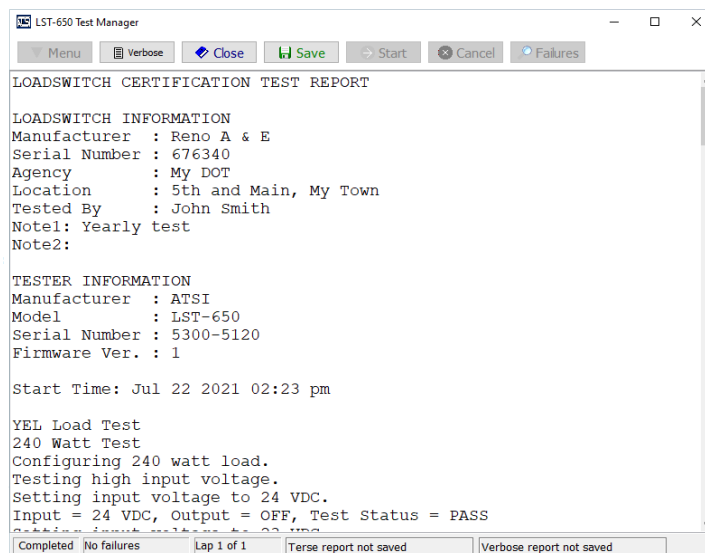 LST-650 Test Manager
Menu Verbose Close Save Start Cancel Failures
LOADSWITCH CERTIFICATION TEST REPORT
LOADSWITCH INFORMATION
Manufacturer : Reno A & E
Serial Number : 676340
Agency : My DOT
Location : 5th and Main, My Town
Tested By : John Smith
Note1: Yearly test
Note2:
TESTER INFORMATION
Manufacturer : ATSI
Model : LST-650
Serial Number : 5300-5120
Firmware Ver. : 1
Start Time: Jul 22 2021 02:23 pm
YEL Load Test
240 Watt Test
Configuring 240 watt load.
Testing high input voltage.
Setting input voltage to 24 VDC.
Input = 24 VDC, Output = OFF, Test Status = PASS
Completed No failures Lap 1 of 1 Terse report not saved Verbose report not saved